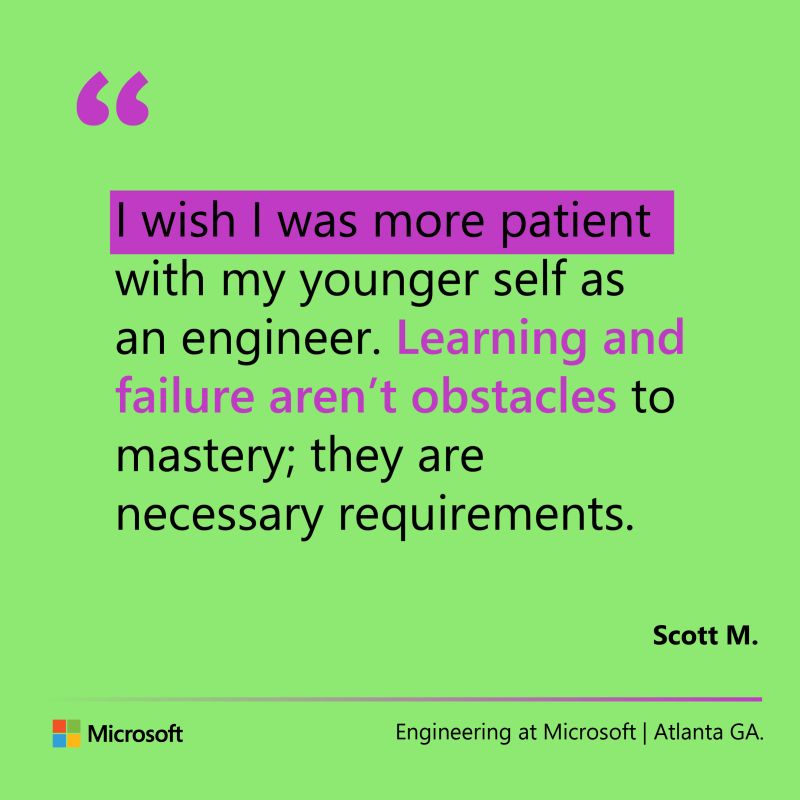 “
I wish I was more patient
with my younger self as
an engineer. Learning and
failure aren’t obstacles to
mastery; they are
necessary requirements.
Scott M.
Microsoft
Engineering at Microsoft | Atlanta GA.